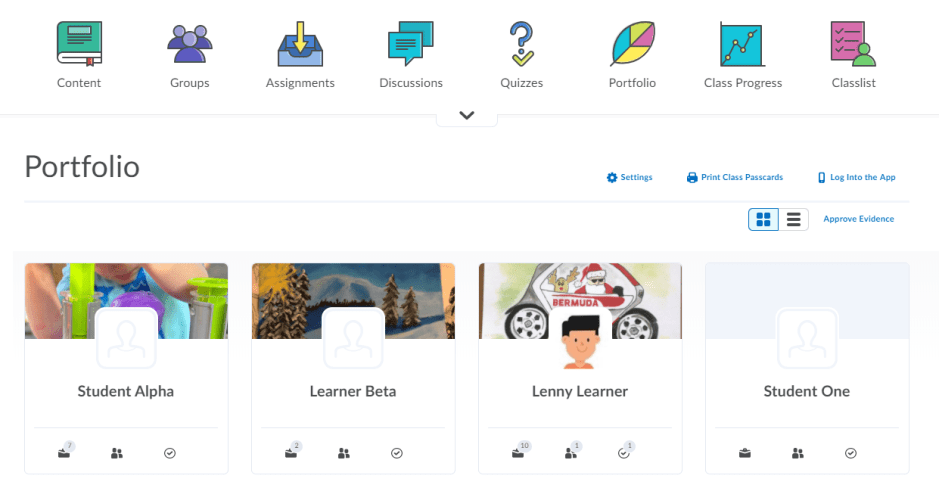 Content Groups Assignments Discussions Quizzes Portfolio Class Progress Classlist
Portfolio
Settings Print Class Passcards Log Into the App
Approve Evidence
BERMUDA
Student Alpha Learner Beta Lenny Learner Student One
7 2 10 1 1